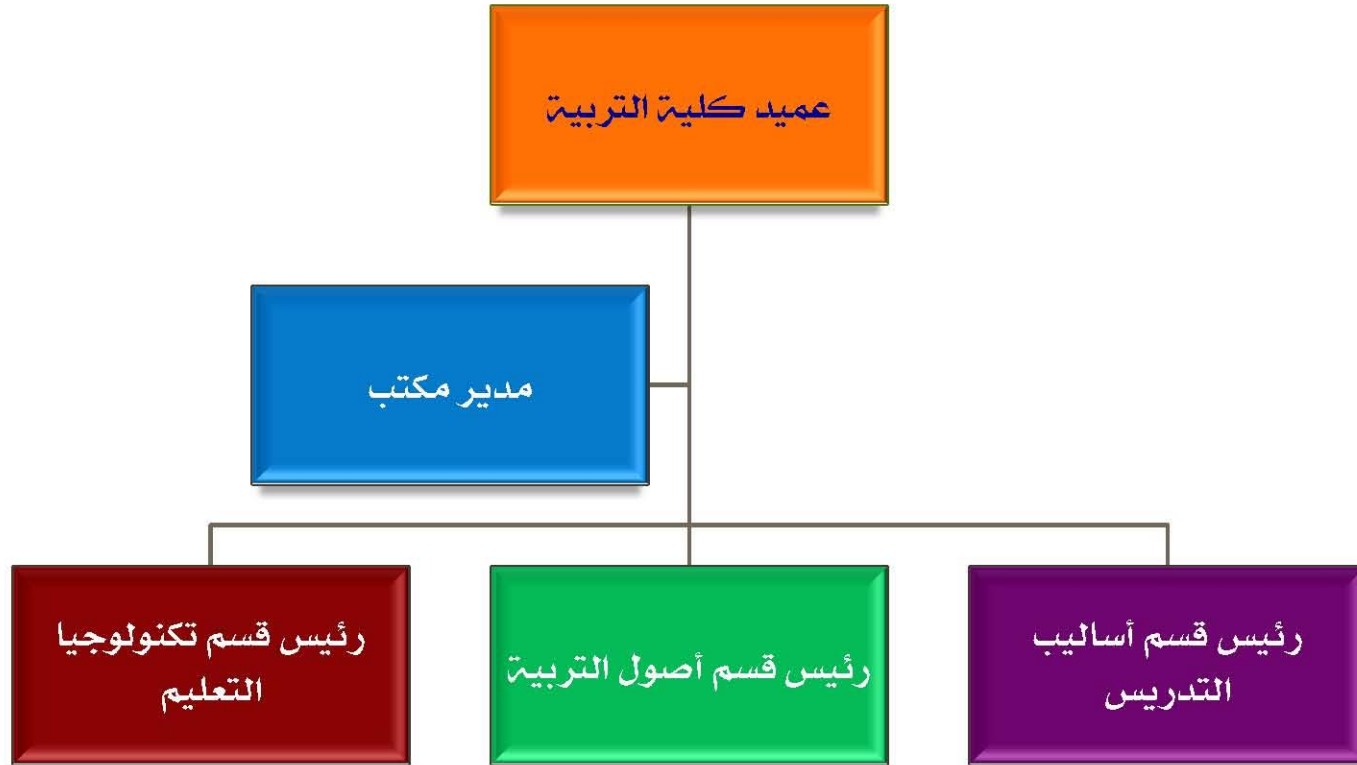 عميد كلية التربية
مدير مكتب
رئيس قسم أساليب
التدريس
رئيس قسم أصول التربية
رئيس قسم تكنولوجيا
التعليم